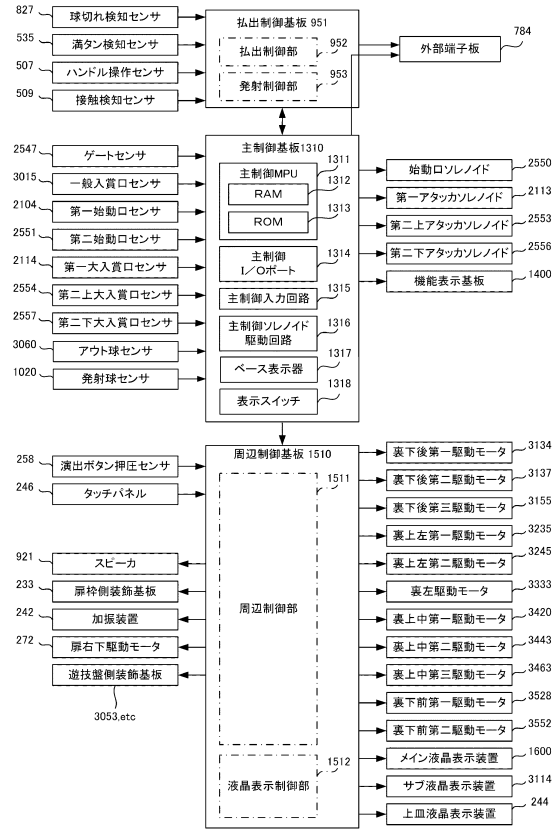 827
球切れ検知センサ
535
満タン検知センサ
507
ハンドル操作センサ
509
接触検知センサ
払出制御基板 951
払出制御部
952
発射制御部
953
外部端子板
784
2547
ゲートセンサ
3015
一般入賞口センサ
2104
第一始動口センサ
2551
第二始動口センサ
2114
第一大入賞口センサ
2554
第二上大入賞口センサ
2557
第二下大入賞口センサ
3060
アウト球センサ
1020
発射球センサ
主制御基板1310
主制御MPU
1311
RAM
1312
ROM
1313
主制御
I/Oポート
1314
主制御入力回路
1315
主制御ソレノイド
駆動回路
1316
ベース表示器
1317
表示スイッチ
1318
始動口ソレノイド
2550
第一アタッカソレノイド
2113
第二上アタッカソレノイド
2553
第二下アタッカソレノイド
2556
機能表示基板
1400
258
演出ボタン押圧センサ
246
タッチパネル
921
スピーカ
233
扉枠側装飾基板
242
加振装置
272
扉右下駆動モータ
遊技盤側装飾基板
3053,etc
周辺制御基板 1510
1511
周辺制御部
1512
液晶表示制御部
裏下後第一駆動モータ
3134
裏下後第二駆動モータ
3137
裏下後第三駆動モータ
3155
裏上左第一駆動モータ
3235
裏上左第二駆動モータ
3245
裏左駆動モータ
3333
裏上中第一駆動モータ
3420
裏上中第二駆動モータ
3443
裏上中第三駆動モータ
3463
裏下前第一駆動モータ
3528
裏下前第二駆動モータ
3552
メイン液晶表示装置
1600
サブ液晶表示装置
3114
上皿液晶表示装置
244